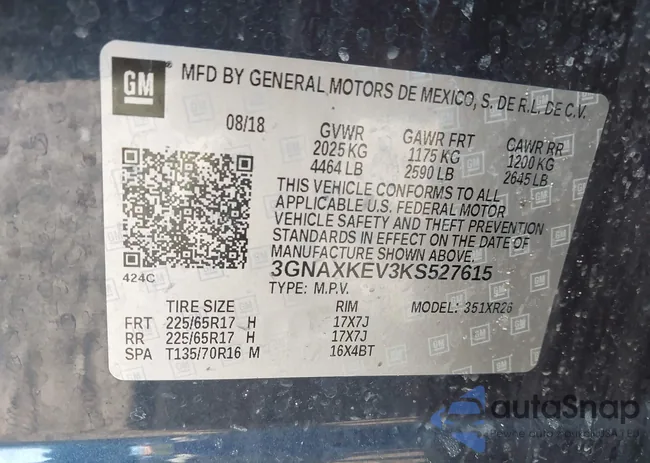 GM
MFD BY GENERAL MOTORS DE MEXICO, S. DE R.L. DE C.V.
08/18 GVWR GAWR FRT GAWR RR
2025 KG 1175 KG 1200 KG
4464 LB 2590 LB 2645 LB
THIS VEHICLE CONFORMS TO ALL
APPLICABLE U.S. FEDERAL MOTOR
VEHICLE SAFETY AND THEFT PREVENTION
STANDARDS IN EFFECT ON THE DATE OF
MANUFACTURE SHOWN ABOVE.
424C 3GNAXKEV3KS527615
TYPE: M.P.V. MODEL: 351XR26
TIRE SIZE RIM
FRT 225/65R17 H 17X7J
RR 225/65R17 H 17X7J
SPA T135/70R16 M 16X4BT
autoSnap